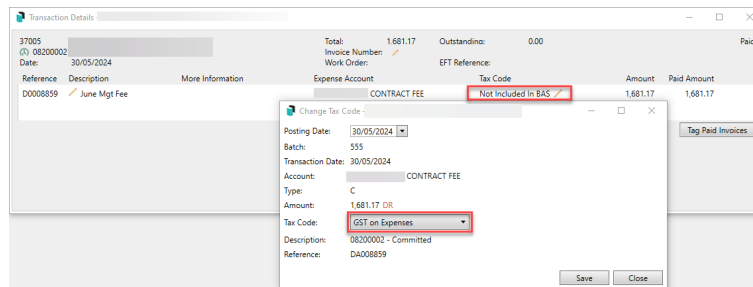 Transaction Details -
37005
08200002
Date: 30/05/2024
Total: 1.681.17
Invoice Number:
Work Order:
Outstanding: 0.00
EFT Reference:
Paid
Reference Description More Information Expense Account Tax Code Amount Paid Amount
D0008859 June Mgt Fee CONTRACT FEE Not Included In BAS 1,681.17 1,681.17
Tag Paid Invoices
Change Tax Code -
Posting Date: 30/05/2024
Batch: 555
Transaction Date: 30/05/2024
Account: CONTRACT FEE
Type: C
Amount: 1,681.17 DR
Tax Code: GST on Expenses
Description: 08200002 - Committed
Reference: DA008859
Save Close